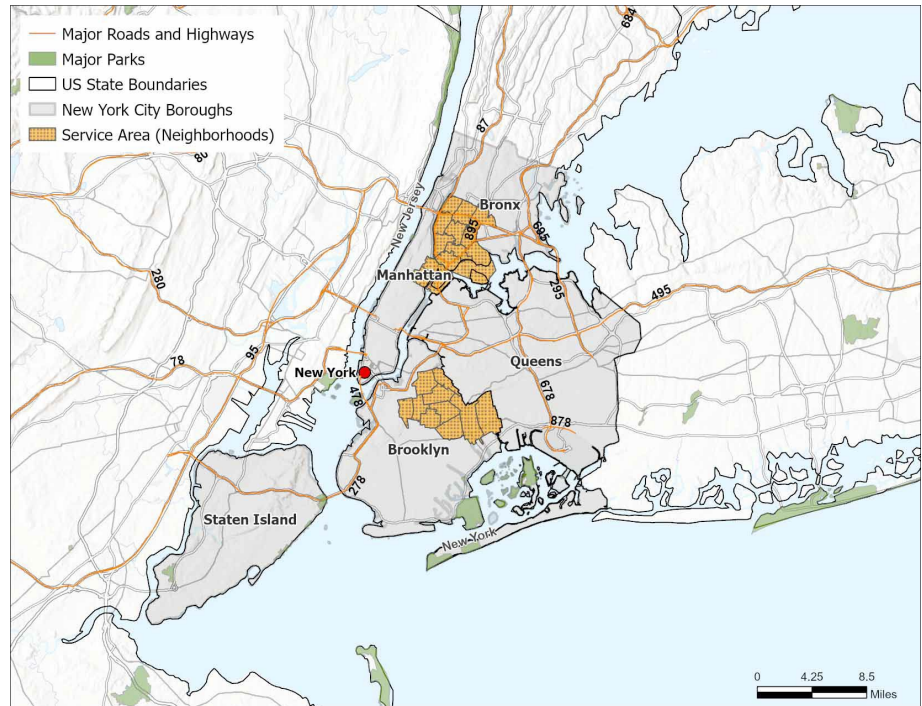 Major Roads and Highways
Major Parks
US State Boundaries
New York City Boroughs
Service Area (Neighborhoods)
684
87
80
New Jersey
Bronx
895
695
Manhattan
280
295
495
95
78
Queens
New York
478
678
878
Brooklyn
278
Staten Island
New York
0 4.25 8.5
Miles